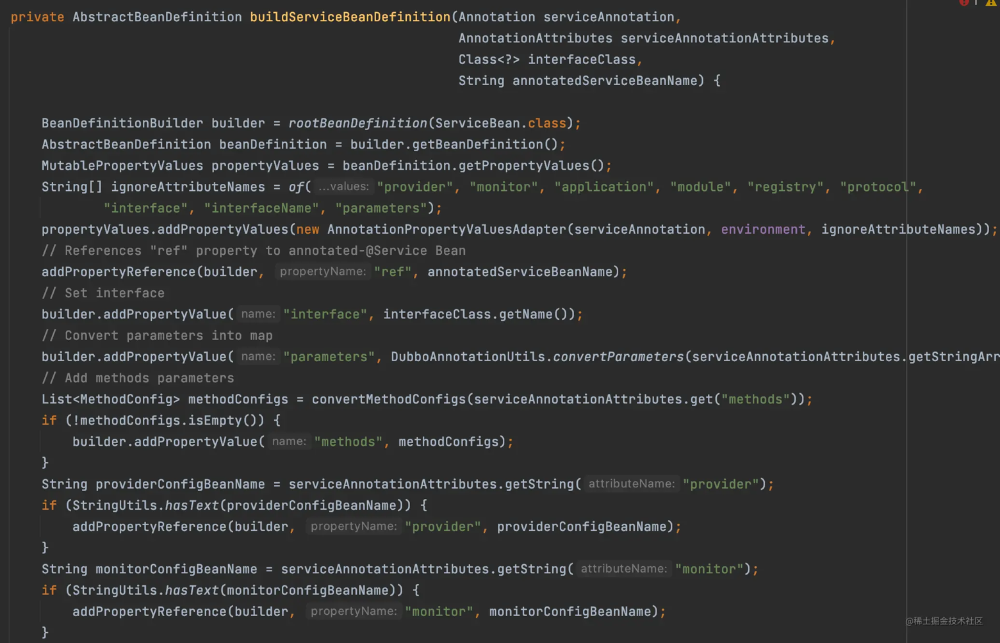 private AbstractBeanDefinition buildServiceBeanDefinition(Annotation serviceAnnotation,
AnnotationAttributes serviceAnnotationAttributes,
Class<?> interfaceClass,
String annotatedServiceBeanName) {
BeanDefinitionBuilder builder = rootBeanDefinition(ServiceBean.class);
AbstractBeanDefinition beanDefinition = builder.getBeanDefinition();
MutablePropertyValues propertyValues = beanDefinition.getPropertyValues();
String[] ignoreAttributeNames = of( ...values: "provider", "monitor", "application", "module", "registry", "protocol",
"interface", "interfaceName", "parameters");
propertyValues.addPropertyValues(new AnnotationPropertyValuesAdapter(serviceAnnotation, environment, ignoreAttributeNames));
// References "ref" property to annotated-@Service Bean
addPropertyReference(builder, propertyName: "ref", annotatedServiceBeanName);
// Set interface
builder.addPropertyValue( name: "interface", interfaceClass.getName());
// Convert parameters into map
builder.addPropertyValue( name: "parameters", DubboAnnotationUtils.convertParameters(serviceAnnotationAttributes.getStringArr
// Add methods parameters
List<MethodConfig> methodConfigs = convertMethodConfigs(serviceAnnotationAttributes.get("methods"));
if (!methodConfigs.isEmpty()) {
builder.addPropertyValue( name: "methods", methodConfigs);
}
String providerConfigBeanName = serviceAnnotationAttributes.getString( attributeName: "provider");
if (StringUtils.hasText(providerConfigBeanName)) {
addPropertyReference(builder, propertyName: "provider", providerConfigBeanName);
}
String monitorConfigBeanName = serviceAnnotationAttributes.getString( attributeName: "monitor");
if (StringUtils.hasText(monitorConfigBeanName)) {
addPropertyReference(builder, propertyName: "monitor", monitorConfigBeanName);
}
@稀土掘金技术社区